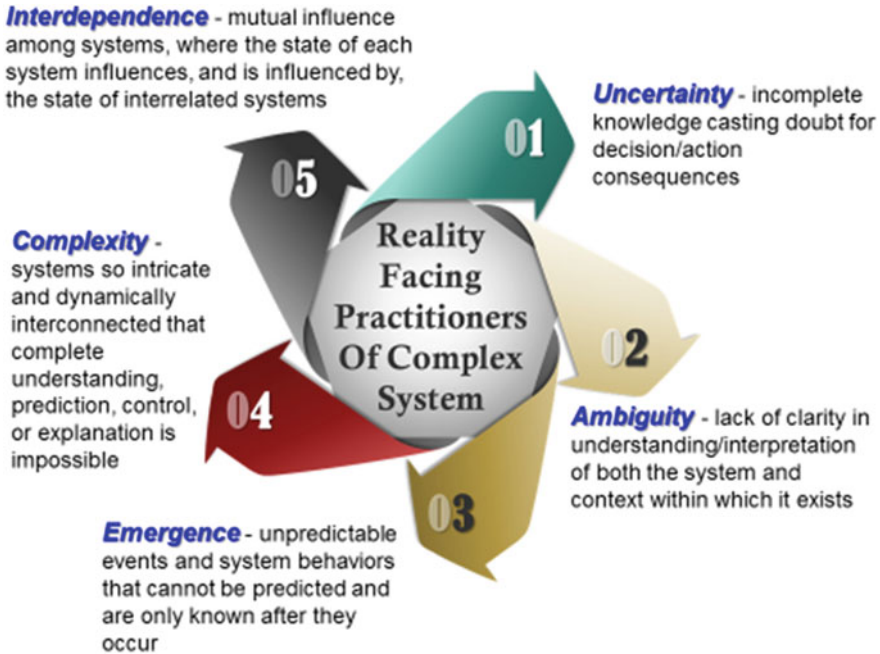 Interdependence - mutual influence
among systems, where the state of each
system influences, and is influenced by,
the state of interrelated systems
01
Uncertainty - incomplete
knowledge casting doubt for
decision/action
consequences
05
Reality
Facing
Practitioners
Of Complex
System
Complexity -
systems so intricate
and dynamically
interconnected that
complete
understanding,
prediction, control,
or explanation is
impossible
02
Ambiguity - lack of clarity in
understanding/interpretation
of both the system and
context within which it exists
04
03
Emergence - unpredictable
events and system behaviors
that cannot be predicted and
are only known after they
occur